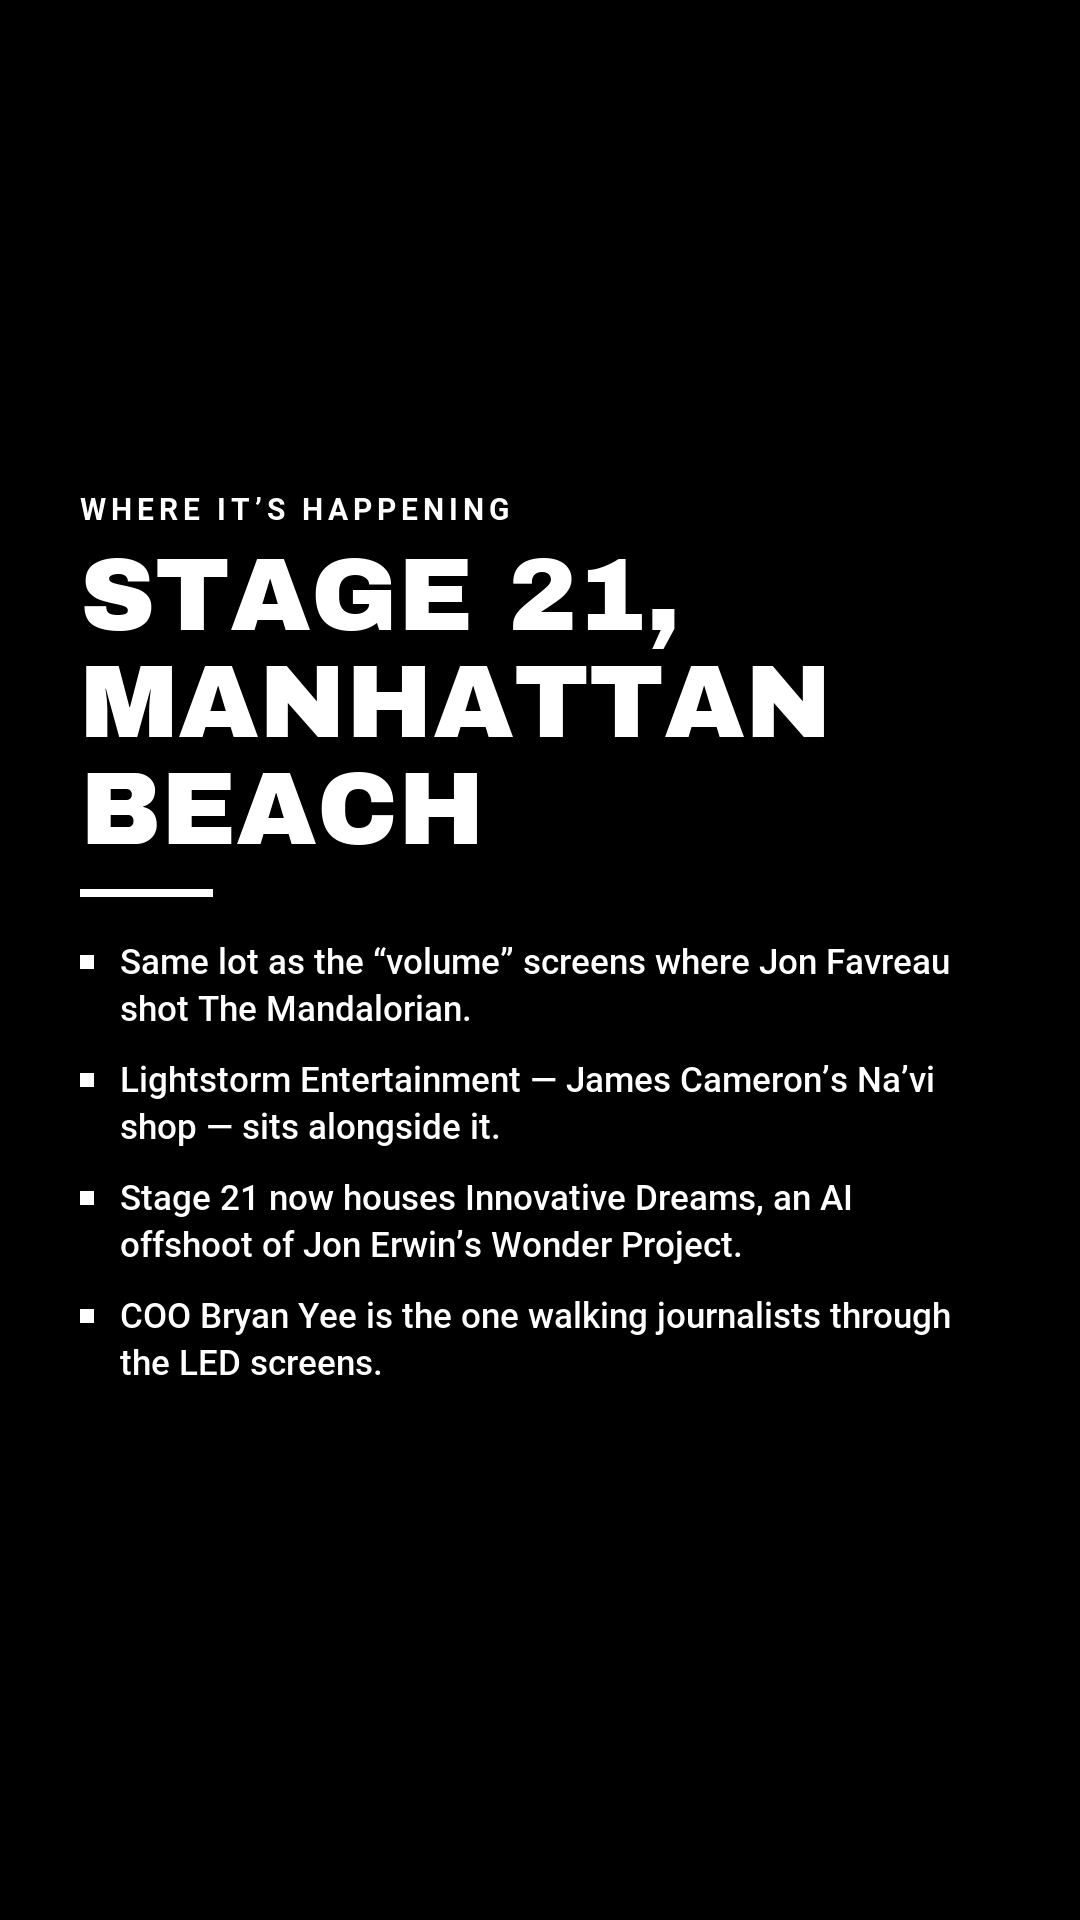 WHERE IT’S HAPPENING
STAGE 21,
MANHATTAN
BEACH
Same lot as the “volume” screens where Jon Favreau
shot The Mandalorian.
Lightstorm Entertainment — James Cameron’s Na’vi
shop — sits alongside it.
Stage 21 now houses Innovative Dreams, an AI
offshoot of Jon Erwin’s Wonder Project.
COO Bryan Yee is the one walking journalists through
the LED screens.